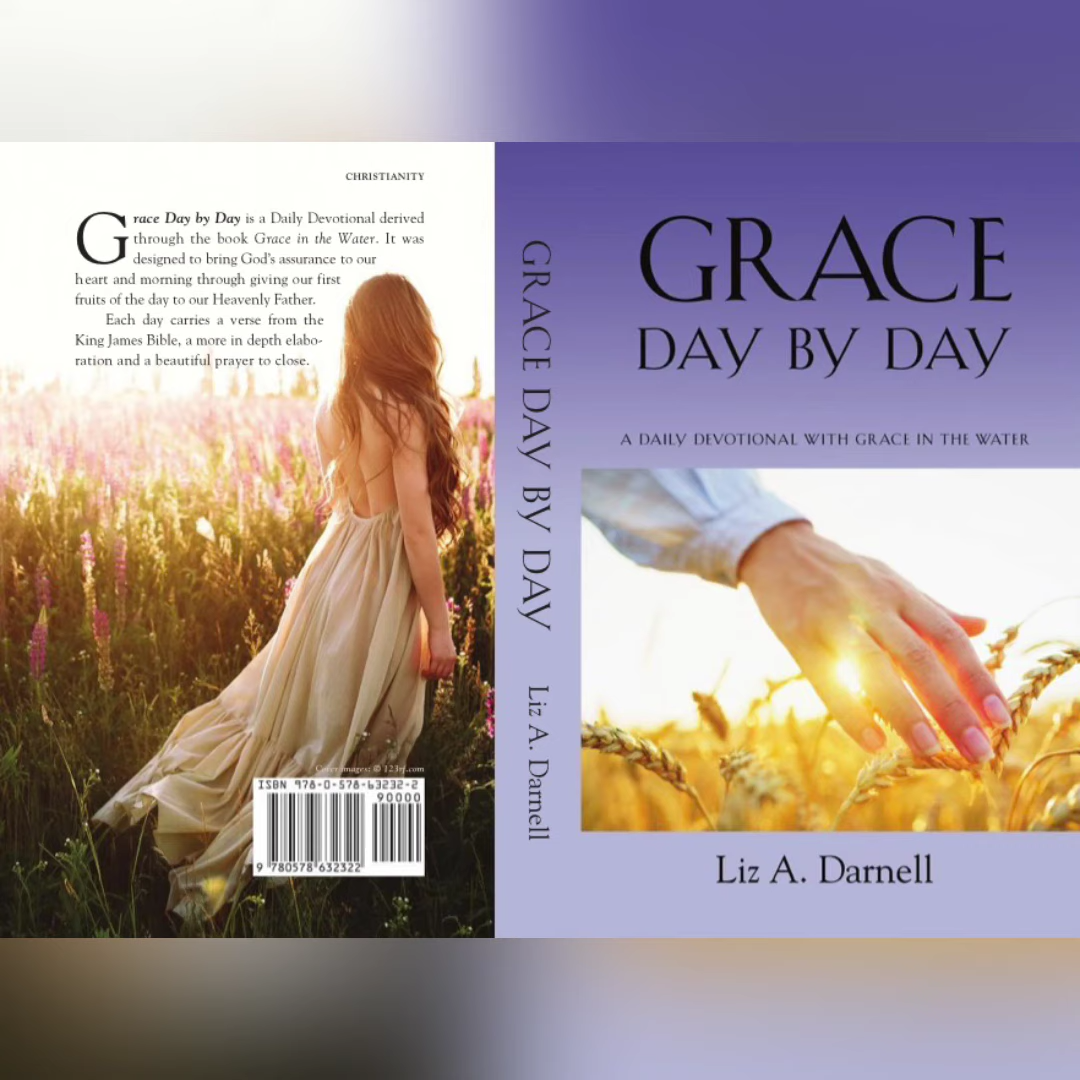 CHRISTIANITY
Grace Day by Day is a Daily Devotional derived
through the book Grace in the Water. It was
designed to bring God's assurance to our
heart and morning through giving our first
fruits of the day to our Heavenly Father.
Each day carries a verse from the
King James Bible, a more in depth elabo-
ration and a beautiful prayer to close.
Cover images: © 123rf.com
ISBN 978-0-578-63232-2
90000
9 780578 632322
GRACE DAY BY DAY
Liz A. Darnell
GRACE
DAY BY DAY
A DAILY DEVOTIONAL WITH GRACE IN THE WATER
Liz A. Darnell